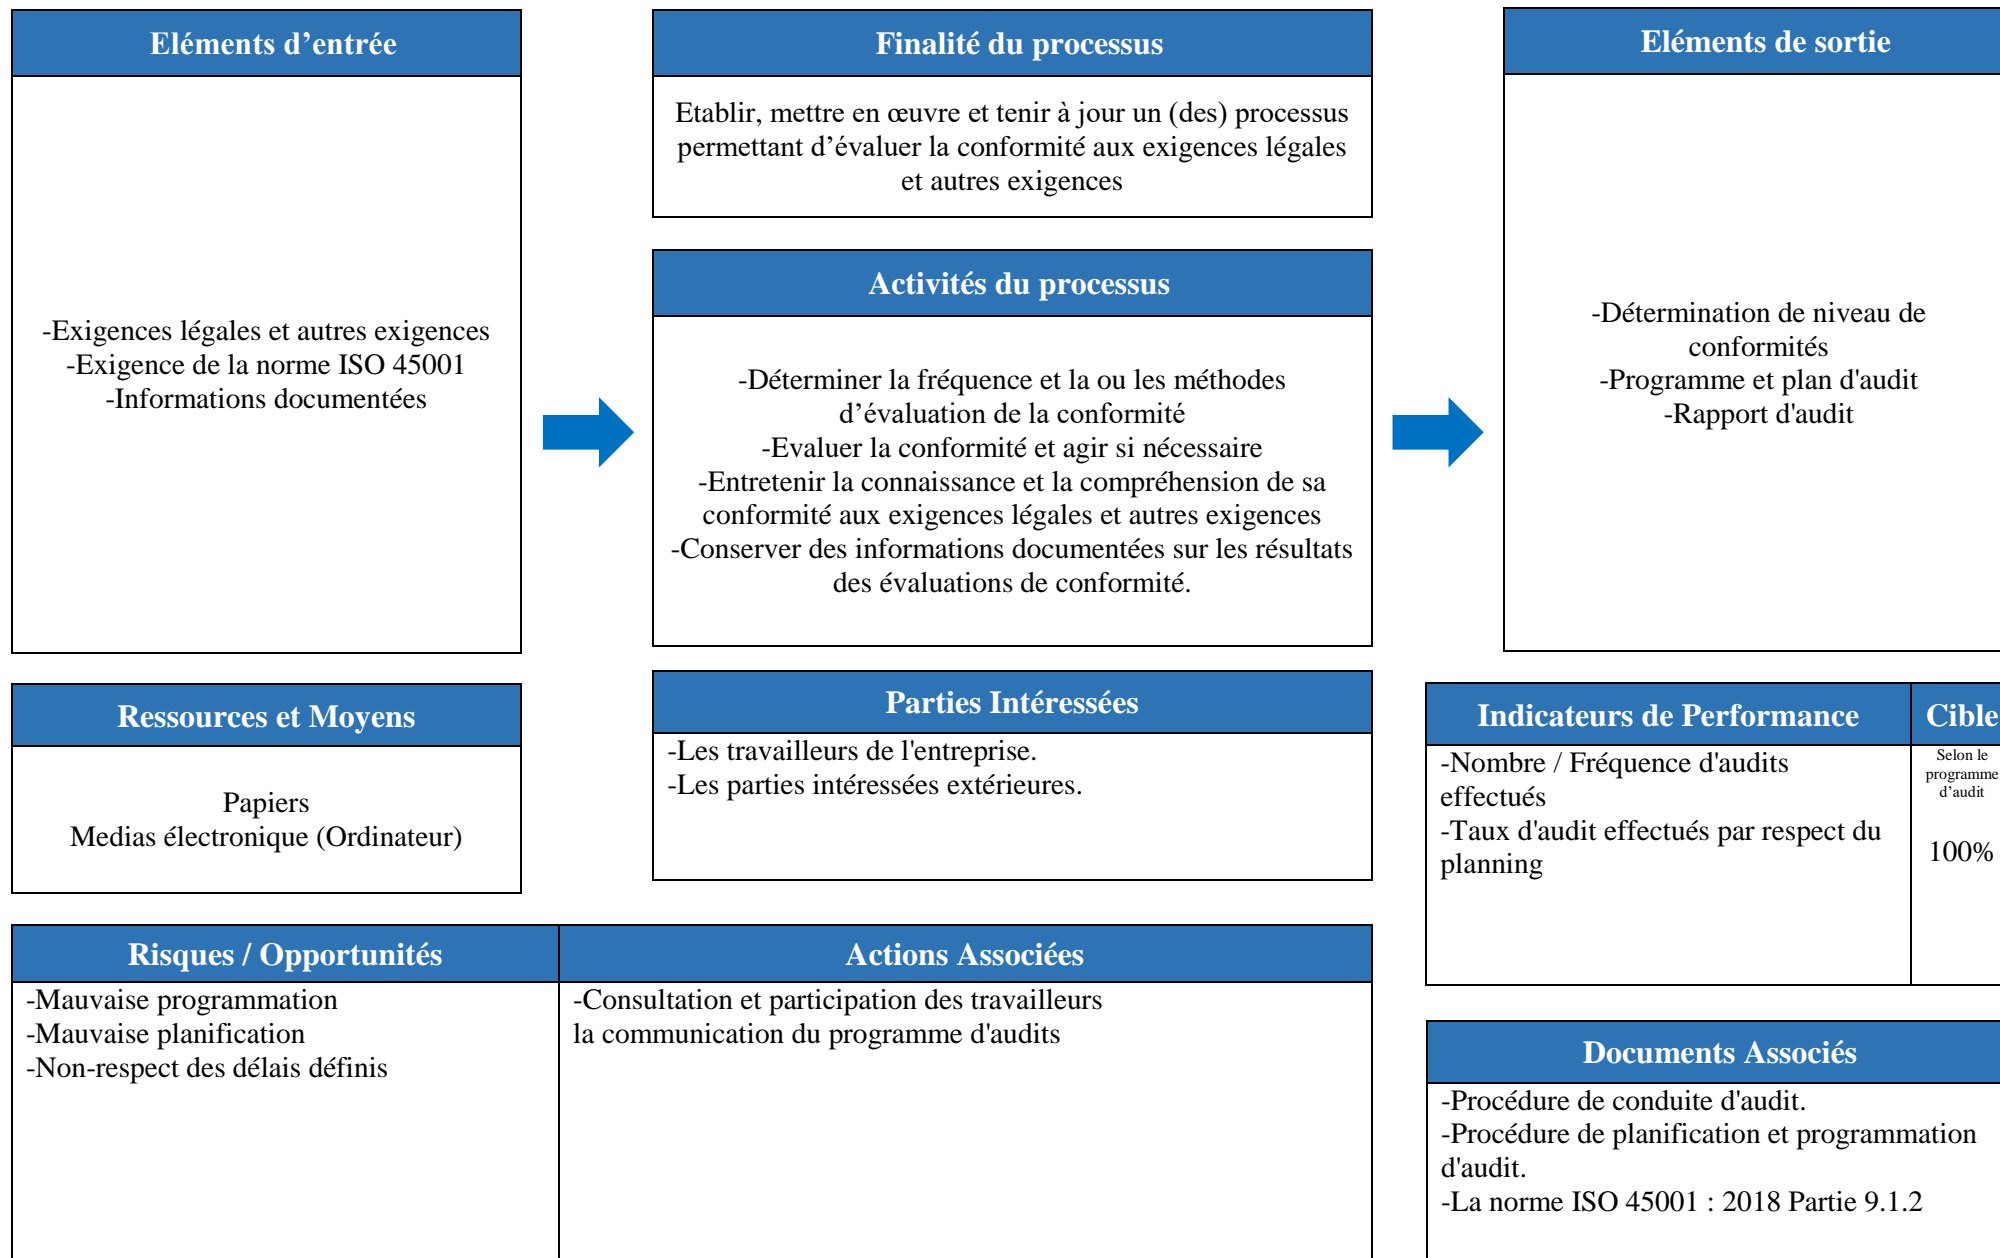 Eléments d’entrée
-Exigences légales et autres exigences
-Exigence de la norme ISO 45001
-Informations documentées
Finalité du processus
Etablir, mettre en œuvre et tenir à jour un (des) processus
permettant d’évaluer la conformité aux exigences légales
et autres exigences
Activités du processus
-Déterminer la fréquence et la ou les méthodes
d’évaluation de la conformité
-Evaluer la conformité et agir si nécessaire
-Entretenir la connaissance et la compréhension de sa
conformité aux exigences légales et autres exigences
-Conserver des informations documentées sur les résultats
des évaluations de conformité.
Eléments de sortie
-Détermination de niveau de
conformités
-Programme et plan d'audit
-Rapport d'audit
Ressources et Moyens
Papiers
Medias électronique (Ordinateur)
Parties Intéressées
-Les travailleurs de l'entreprise.
-Les parties intéressées extérieures.
Indicateurs de Performance
-Nombre / Fréquence d'audits
effectués
-Taux d'audit effectués par respect du
planning
Cible
Selon le
programme
d’audit
100%
Risques / Opportunités
-Mauvaise programmation
-Mauvaise planification
-Non-respect des délais définis
Actions Associées
-Consultation et participation des travailleurs
la communication du programme d'audits
Documents Associés
-Procédure de conduite d'audit.
-Procédure de planification et programmation
d'audit.
-La norme ISO 45001 : 2018 Partie 9.1.2